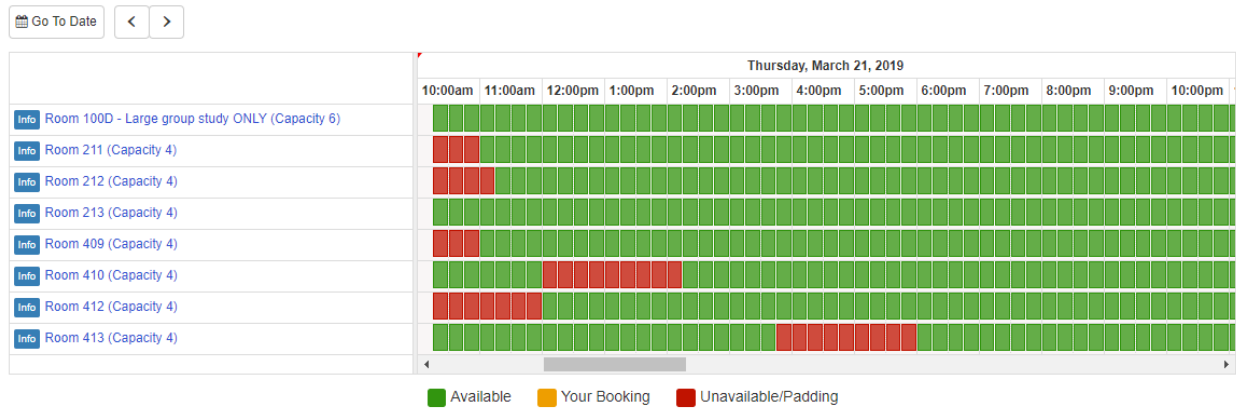 Go To Date
Thursday, March 21, 2019
10:00am 11:00am 12:00pm 1:00pm 2:00pm 3:00pm 4:00pm 5:00pm 6:00pm 7:00pm 8:00pm 9:00pm 10:00pm
Info Room 100D - Large group study ONLY (Capacity 6)
Info Room 211 (Capacity 4)
Info Room 212 (Capacity 4)
Info Room 213 (Capacity 4)
Info Room 409 (Capacity 4)
Info Room 410 (Capacity 4)
Info Room 412 (Capacity 4)
Info Room 413 (Capacity 4)
Available Your Booking Unavailable/Padding